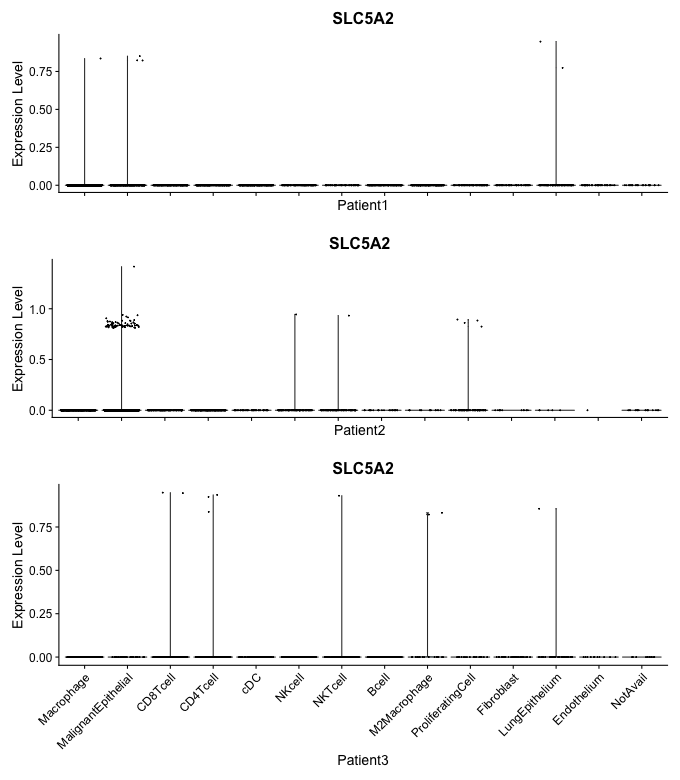 SLC5A2
Expression Level
0.75
0.50
0.25
0.00
Patient1
SLC5A2
Expression Level
1.0
0.5
0.0
Patient2
SLC5A2
Expression Level
0.75
0.50
0.25
0.00
Macrophage
MalignantEpithelial
CD8Tcell
CD4Tcell
cDC
NKcell
NKTcell
Bcell
M2Macrophage
ProliferatingCell
Fibroblast
LungEpithelium
Endothelium
NotAvail
Patient3